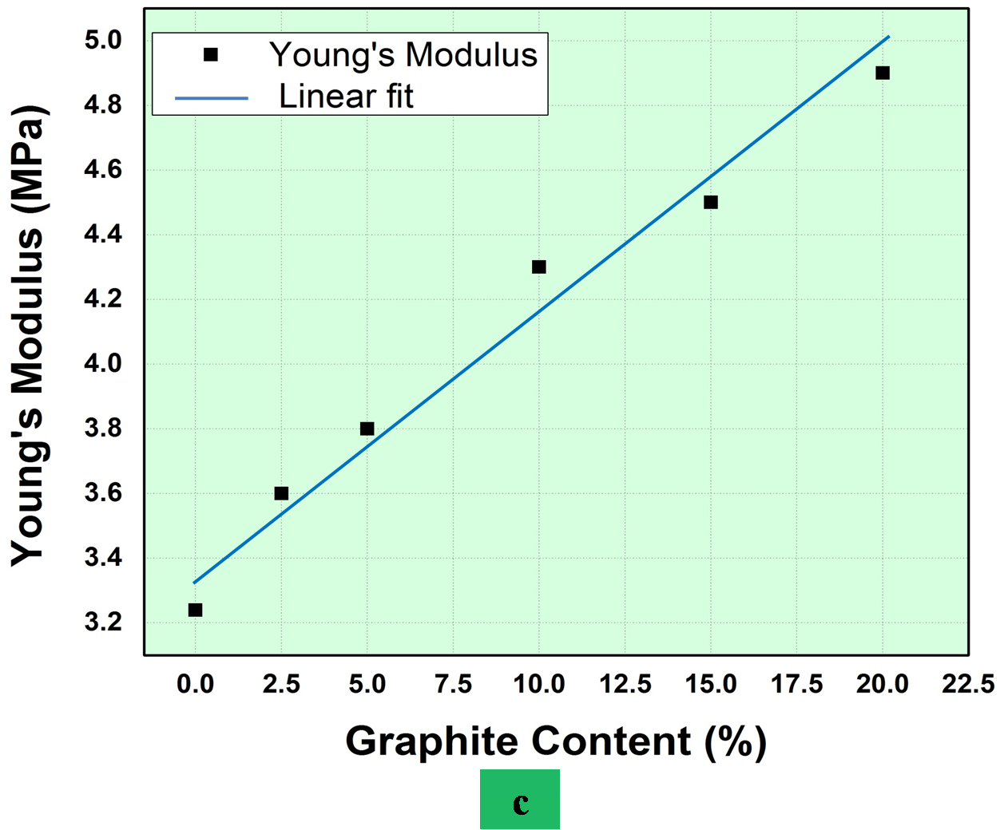 Young's Modulus
Linear fit
Young's Modulus (MPa)
5.0
4.8
4.6
4.4
4.2
4.0
3.8
3.6
3.4
3.2
0.0 2.5 5.0 7.5 10.0 12.5 15.0 17.5 20.0 22.5
Graphite Content (%)
c